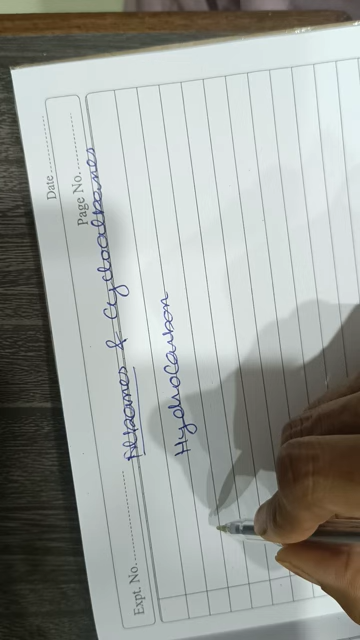 Date
Page No.
Expt. No.
Alkanes & Cycloalkanes
Hydrocarbon